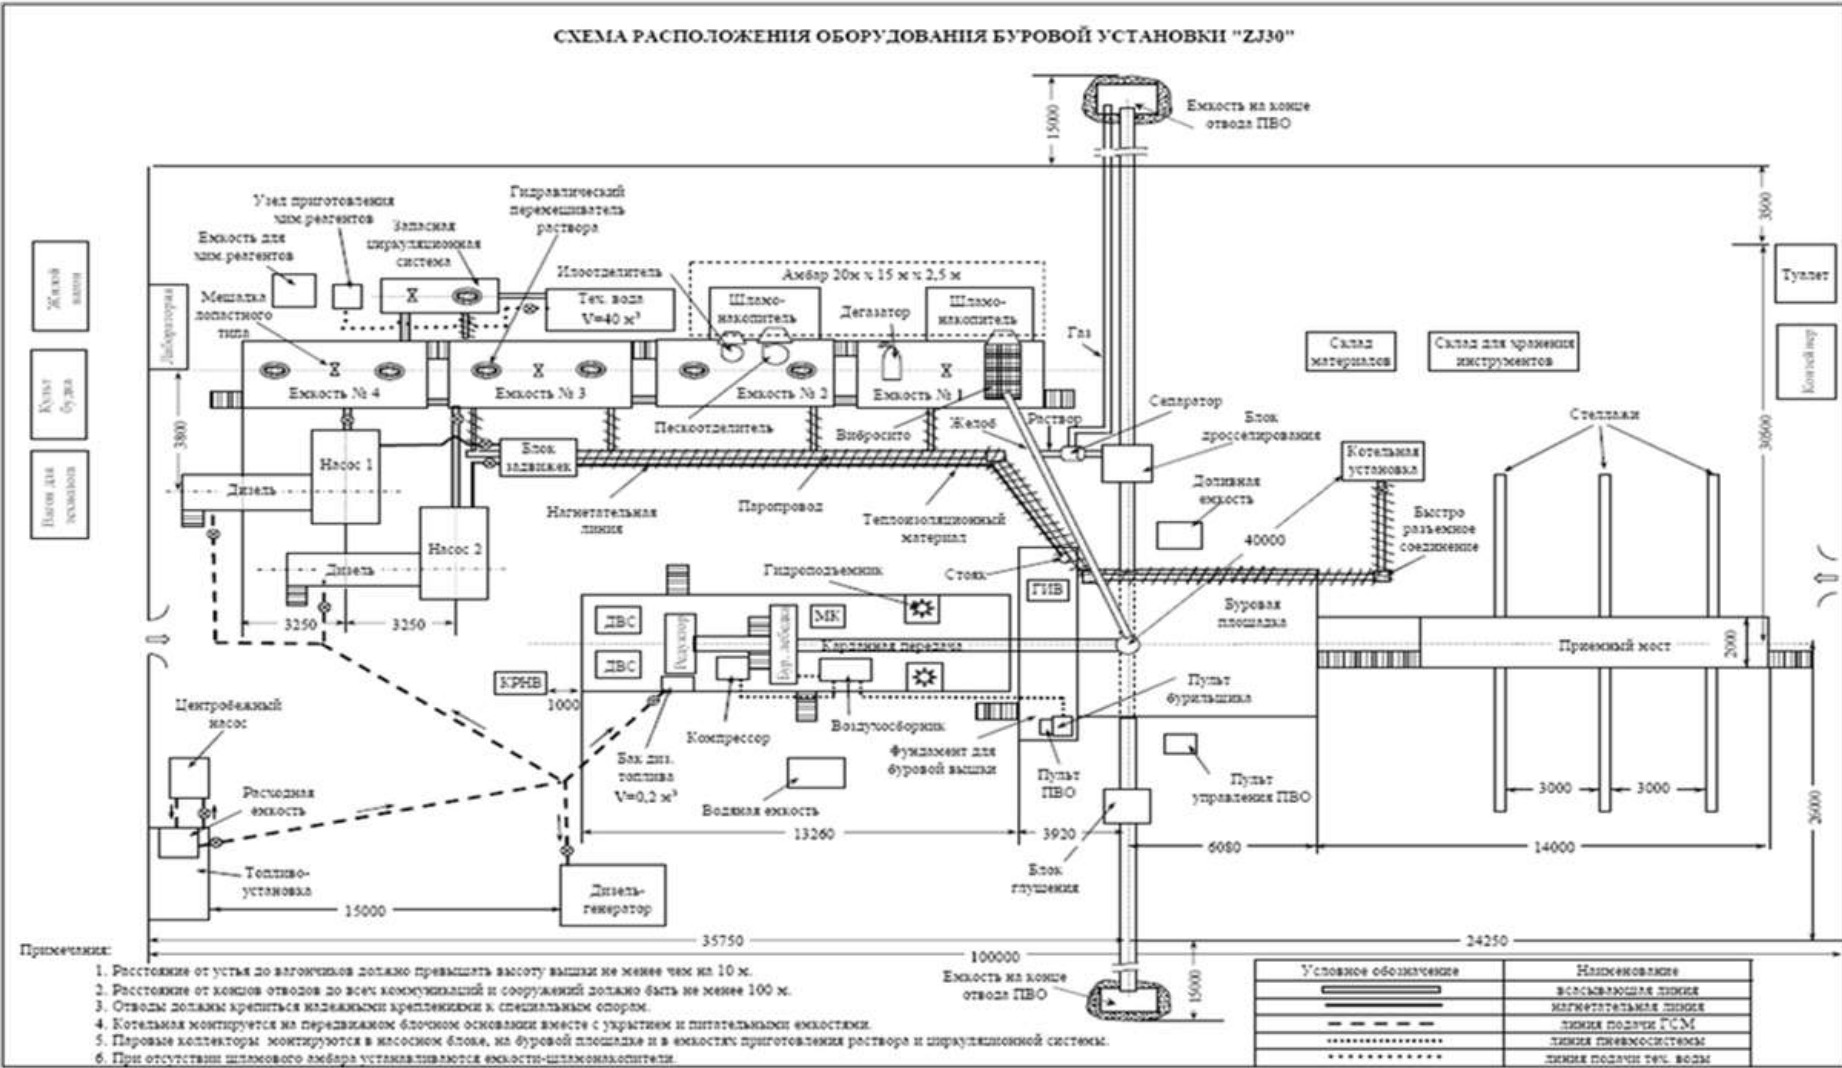 СХЕМА РАСПОЛОЖЕНИЯ ОБОРУДОВАНИЯ БУРОВОЙ УСТАНОВКИ "ZJ30"
Емкость на конце
отвода ПВО
15000
3500
Узел приготовления
хим.реагентов
Гидравлический
перемешиватель
раствора
Запасная
циркуляционная
система
Емкость для
хим.реагентов
Жилой
вагон
Лаборатория
Мешалка
лопастного
типа
Илоотделитель
Тех. вода
V=40 м³
Амбар 20м х 15 м х 2,5 м
Шламо-
накопитель
Дегазатор
Шламо-
накопитель
Газ
Туалет
Склад
материалов
Склад для хранения
инструментов
Контейнер
Культ
будка
Емкость № 4
Емкость № 3
Емкость № 2
Емкость № 1
3800
Пескоотделитель
Вибросито
Желоб
Раствор
Сепаратор
Блок
дросселирования
Стеллажи
30500
Вагон для
Насос 1
Блок
задвижек
Котельная
установка
Дизель
Нагнетательная
линия
Паропровод
Теплоизоляционный
материал
Доливная
емкость
40000
Быстро
разъемное
соединение
Насос 2
Дизель
Гидроподъемник
Стояк
ГИВ
Буровая
площадка
3250
3250
ДВС
Редуктор
Бур. лебедка
МК
Карданная передача
Приемный мост
2000
ДВС
КРНВ
1000
Пульт
бурильщика
Центробежный
насос
Компрессор
Воздухосборник
Фундамент для
буровой вышки
Бак диз.
топлива
V=0,2 м³
Водяная емкость
Пульт
ПВО
Пульт
управления ПВО
3000
3000
26000
Расходная
емкость
13260
3920
6080
14000
Топливо-
установка
Блок
глушения
15000
Дизель-
генератор
35750
24250
100000
Емкость на конце
отвода ПВО
15000
Примечания:
1. Расстояние от устья до вагончиков должно превышать высоту вышки не менее чем на 10 м.
2. Расстояние от концов отводов до всех коммуникаций и сооружений должно быть не менее 100 м.
3. Отводы должны крепиться надежными креплениями к специальным опорам.
4. Котельная монтируется на передвижном блочном основании вместе с укрытием и питательными емкостями.
5. Паровые коллекторы монтируются в насосном блоке, на буровой площадке и в емкостях приготовления раствора и циркуляционной системы.
6. При отсутствии шламового амбара устанавливаются емкости-шламонакопители.
Условное обозначение Наименование
всасывающая линия
нагнетательная линия
линия подачи ГСМ
линия пневмосистемы
линия подачи тех. воды